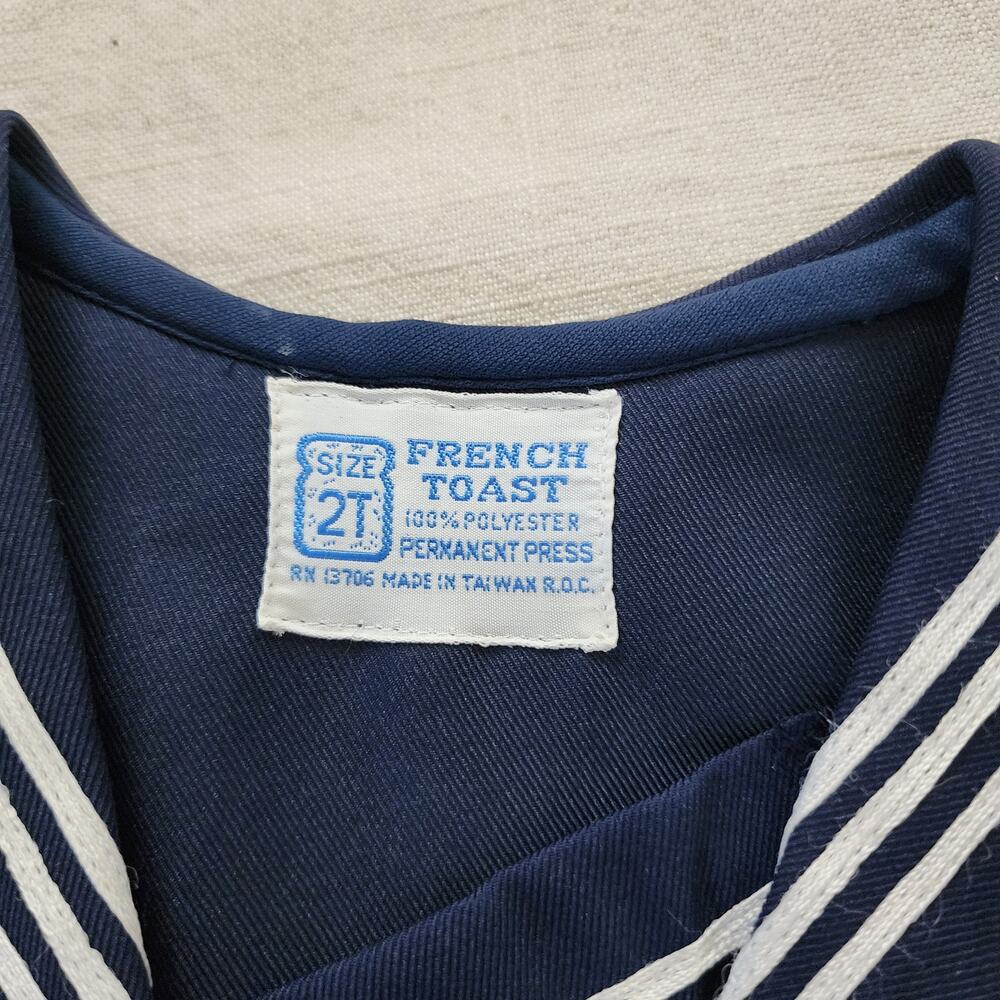 SIZE
2T
FRENCH
TOAST
100% POLYESTER
PERMANENT PRESS
RN 13706 MADE IN TAIWAN R.O.C.